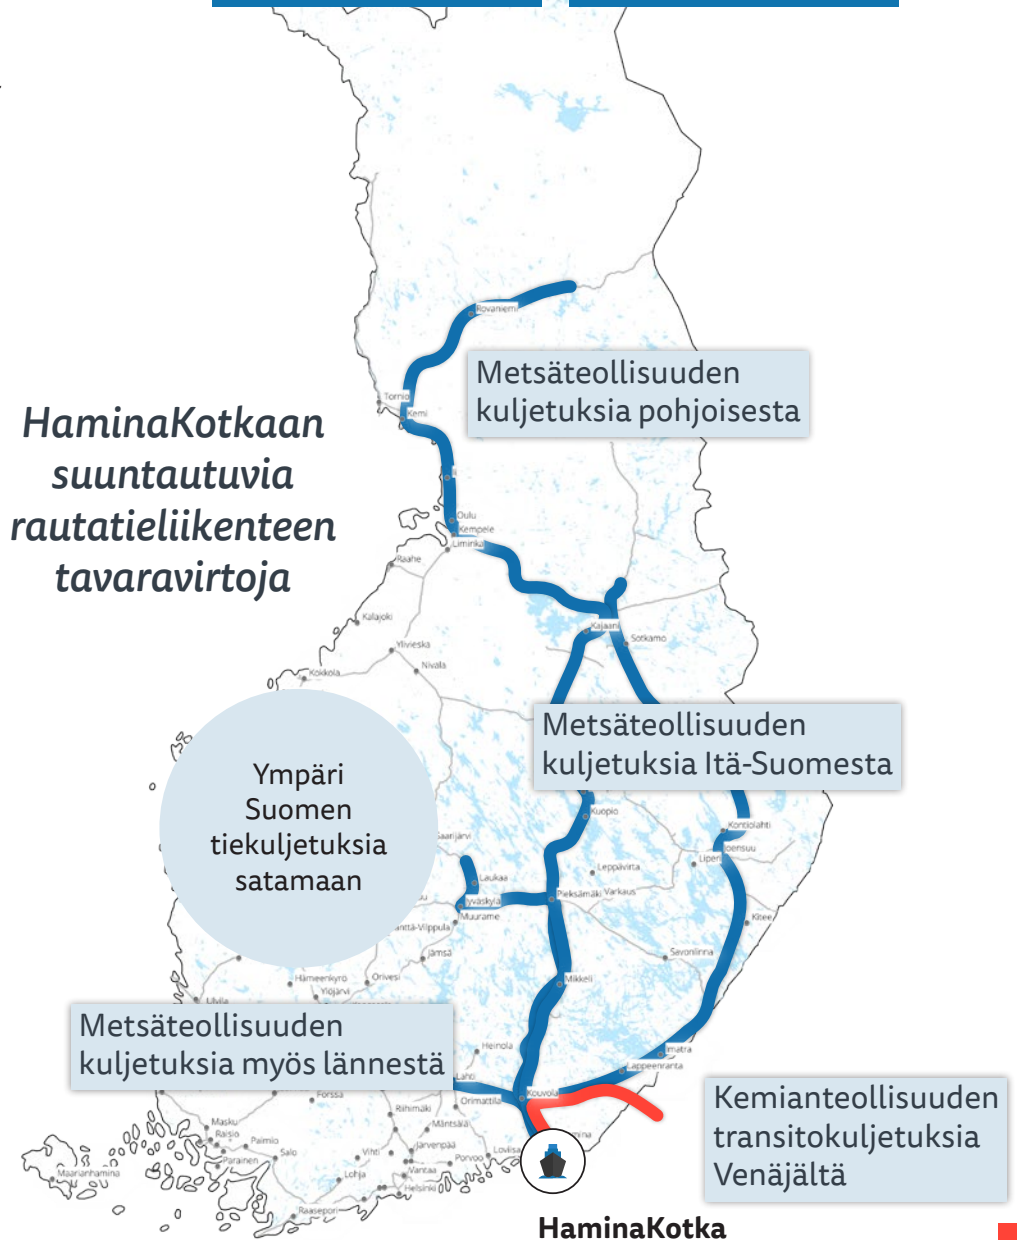 Rovaniemi
Metsäteollisuuden
kuljetuksia pohjoisesta
Tornio
Kemi
HaminaKotkaan
suuntautuvia
rautatieliikenteen
tavaravirtoja
Oulu
Kempele
Liminka
Raahe
Kalajoki
Kajaani
Sotkamo
Ylivieska
Nivala
Kokkola
Metsäteollisuuden
kuljetuksia Itä-Suomesta
Ympäri
Suomen
tiekuljetuksia
satamaan
Kuopio
Kontiolahti
Saarijärvi
Joensuu
Liperi
Leppävirta
Laukaa
Pieksämäki
Varkaus
Jyväskylä
Muurame
Kitee
Jämsä
Savonlinna
Mikkeli
Hämeenkyrö
Orivesi
Ylöjärvi
Ulvila
Metsäteollisuuden
kuljetuksia myös lännestä
Heinola
Imatra
Lappeenranta
Lahti
Kouvola
Orimattila
Forssa
Riihimäki
Mäntsälä
Kemianteollisuuden
transitokuljetuksia
Venäjältä
Masku
Raisio
Paimio
Parainen
Salo
Vihti
Järvenpää
Loviisa
Porvoo
Vantaa
Lohja
Helsinki
Maarianhamina
Raasepori
HaminaKotka